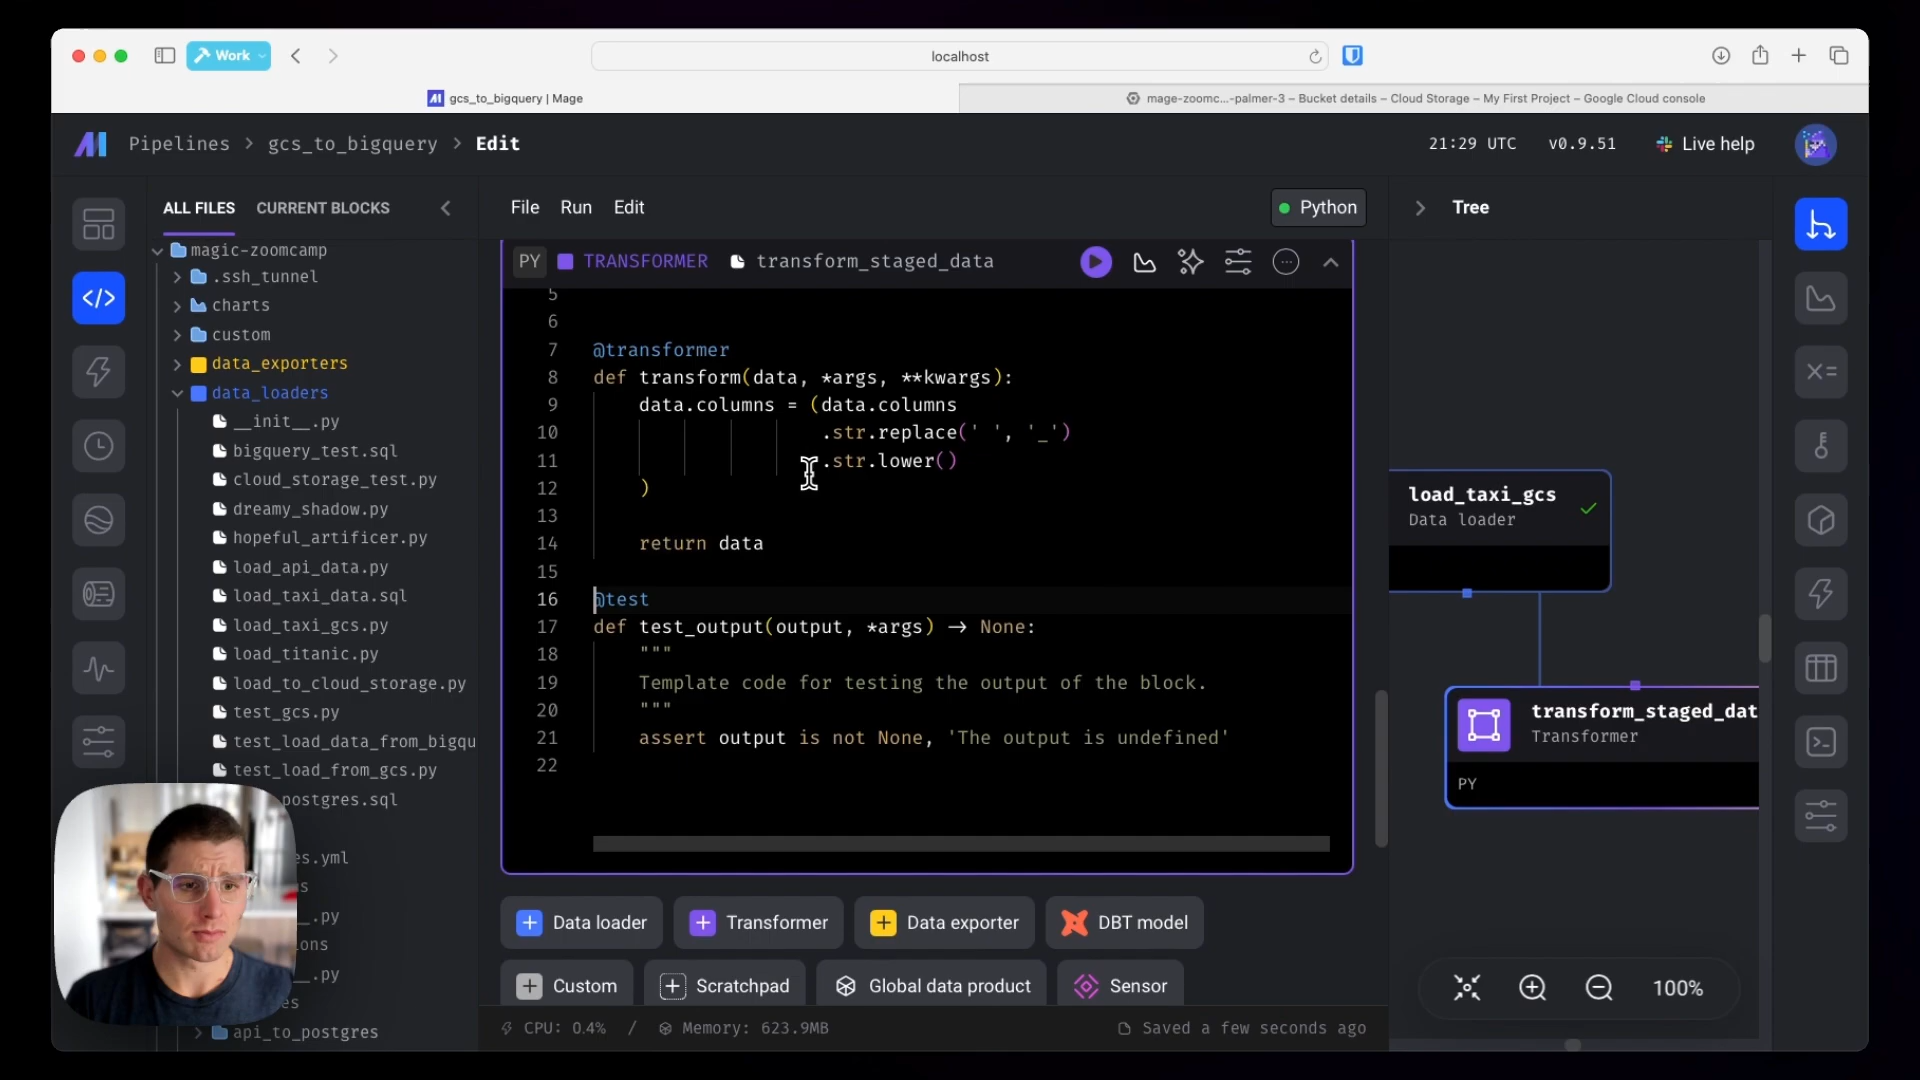 Work
localhost
gcs_to_bigquery | Mage
mage-zoomc...-palmer-3 – Bucket details – Cloud Storage – My First Project – Google Cloud console
Pipelines > gcs_to_bigquery > Edit
21:29 UTC
v0.9.51
Live help
ALL FILES
CURRENT BLOCKS
File
Run
Edit
Python
Tree
magic-zoomcamp
.ssh_tunnel
charts
custom
data_exporters
data_loaders
__init__.py
bigquery_test.sql
cloud_storage_test.py
dreamy_shadow.py
hopeful_artificer.py
load_api_data.py
load_taxi_data.sql
load_taxi_gcs.py
load_titanic.py
load_to_cloud_storage.py
test_gcs.py
test_load_data_from_bigqu
test_load_from_gcs.py
postgres.sql
es.yml
s
_.py
ons
_.py
es
api_to_postgres
PY TRANSFORMER transform_staged_data
5
6
7 @transformer
8 def transform(data, *args, **kwargs):
9 data.columns = (data.columns
10 .str.replace(' ', '_')
11 .str.lower()
12 )
13
14 return data
15
16 @test
17 def test_output(output, *args) → None:
18 """
19 Template code for testing the output of the block.
20 """
21 assert output is not None, 'The output is undefined'
22
load_taxi_gcs
Data loader
transform_staged_dat
Transformer
PY
Data loader
Transformer
Data exporter
DBT model
Custom
Scratchpad
Global data product
Sensor
100%
CPU: 0.4% / Memory: 623.9MB
Saved a few seconds ago